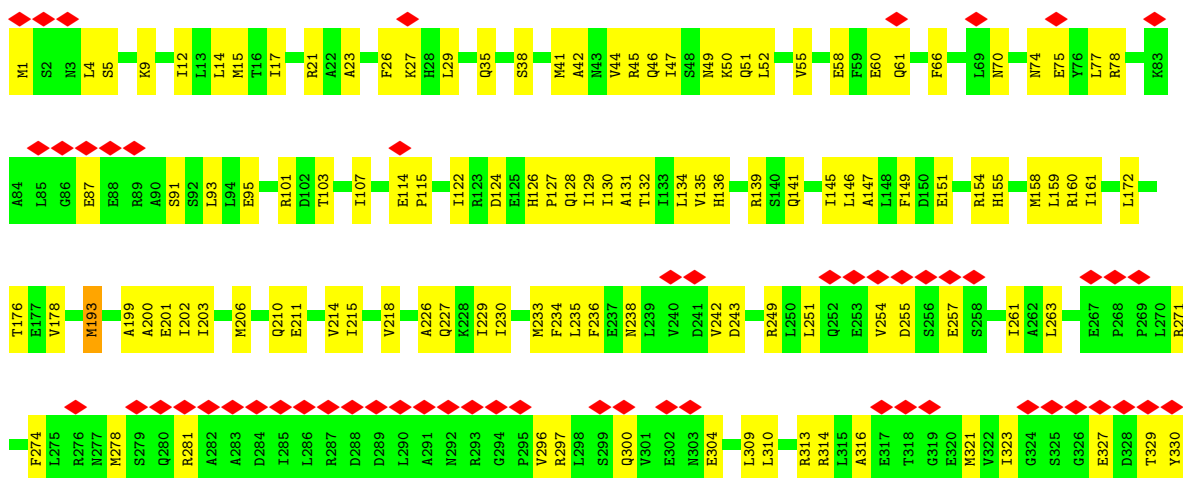 M1 S2 N3 L4 S5 K9 I12 L13 L14 M15 T16 I17 R21 A22 A23 F26 K27 H28 L29 Q35 S38 M41 A42 N43 V44 R45 Q46 I47 S48 N49 K50 Q51 L52 V55 E58 F59 E60 Q61 F66 L69 N70 N74 E75 Y76 L77 R78 K83
A84 L85 G86 E87 E88 R89 A90 S91 S92 L93 L94 E95 R101 D102 T103 I107 E114 P115 I122 R123 D124 E125 H126 P127 Q128 I129 I130 A131 T132 I133 L134 V135 H136 R139 S140 Q141 I145 L146 A147 L148 F149 D150 E151 R154 H155 M158 L159 R160 I161 L172
T176 E177 V178 M193 A199 A200 E201 I202 I203 M206 Q210 E211 V214 I215 V218 A226 Q227 K228 I229 I230 M233 F234 L235 F236 E237 N238 L239 V240 D241 V242 D243 R249 L250 L251 Q252 E253 V254 D255 S256 E257 S258 I261 A262 L263 E267 P268 P269 L270 R271
F274 L275 R276 N277 M278 S279 Q280 R281 A282 A283 D284 I285 L286 R287 D288 D289 L290 A291 N292 R293 G294 P295 V296 R297 L298 S299 Q300 V301 E302 N303 E304 L309 L310 R313 R314 L315 A316 E317 T318 G319 E320 M321 V322 I323 G324 S325 G326 E327 D328 T329 Y330